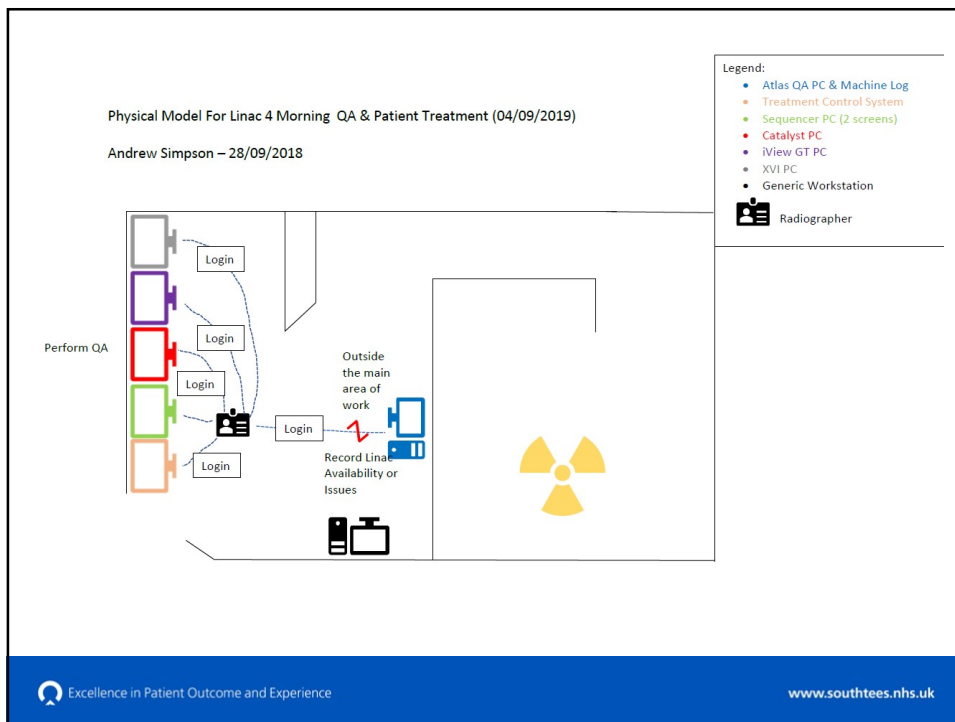 Physical Model For Linac 4 Morning QA & Patient Treatment (04/09/2019)
Andrew Simpson – 28/09/2018
Legend:
Atlas QA PC & Machine Log
Treatment Control System
Sequencer PC (2 screens)
Catalyst PC
iView GT PC
XVI PC
Generic Workstation
Radiographer
Login
Login
Perform QA
Login
Login
Login
Outside
the main
area of
work
Record Linac
Availability or
Issues
Excellence in Patient Outcome and Experience
www.southtees.nhs.uk